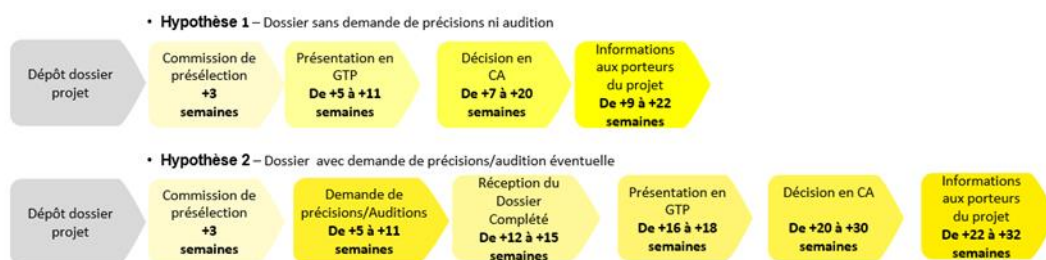 • Hypothèse 1 – Dossier sans demande de précisions ni audition
Dépôt dossier
projet
Commission de
présélection
+3
semaines
Présentation en
GTP
De +5 à +11
semaines
Décision en
CA
De +7 à +20
semaines
Informations
aux porteurs
du projet
De +9 à +22
semaines
• Hypothèse 2 – Dossier avec demande de précisions/audition éventuelle
Dépôt dossier
projet
Commission de
présélection
+3
semaines
Demande de
précisions/Auditions
De +5 à +11
semaines
Réception du
Dossier
Complété
De +12 à +15
semaines
Présentation en
GTP
De +16 à +18
semaines
Décision en CA
De +20 à +30
semaines
Informations
aux porteurs
du projet
De +22 à +32
semaines